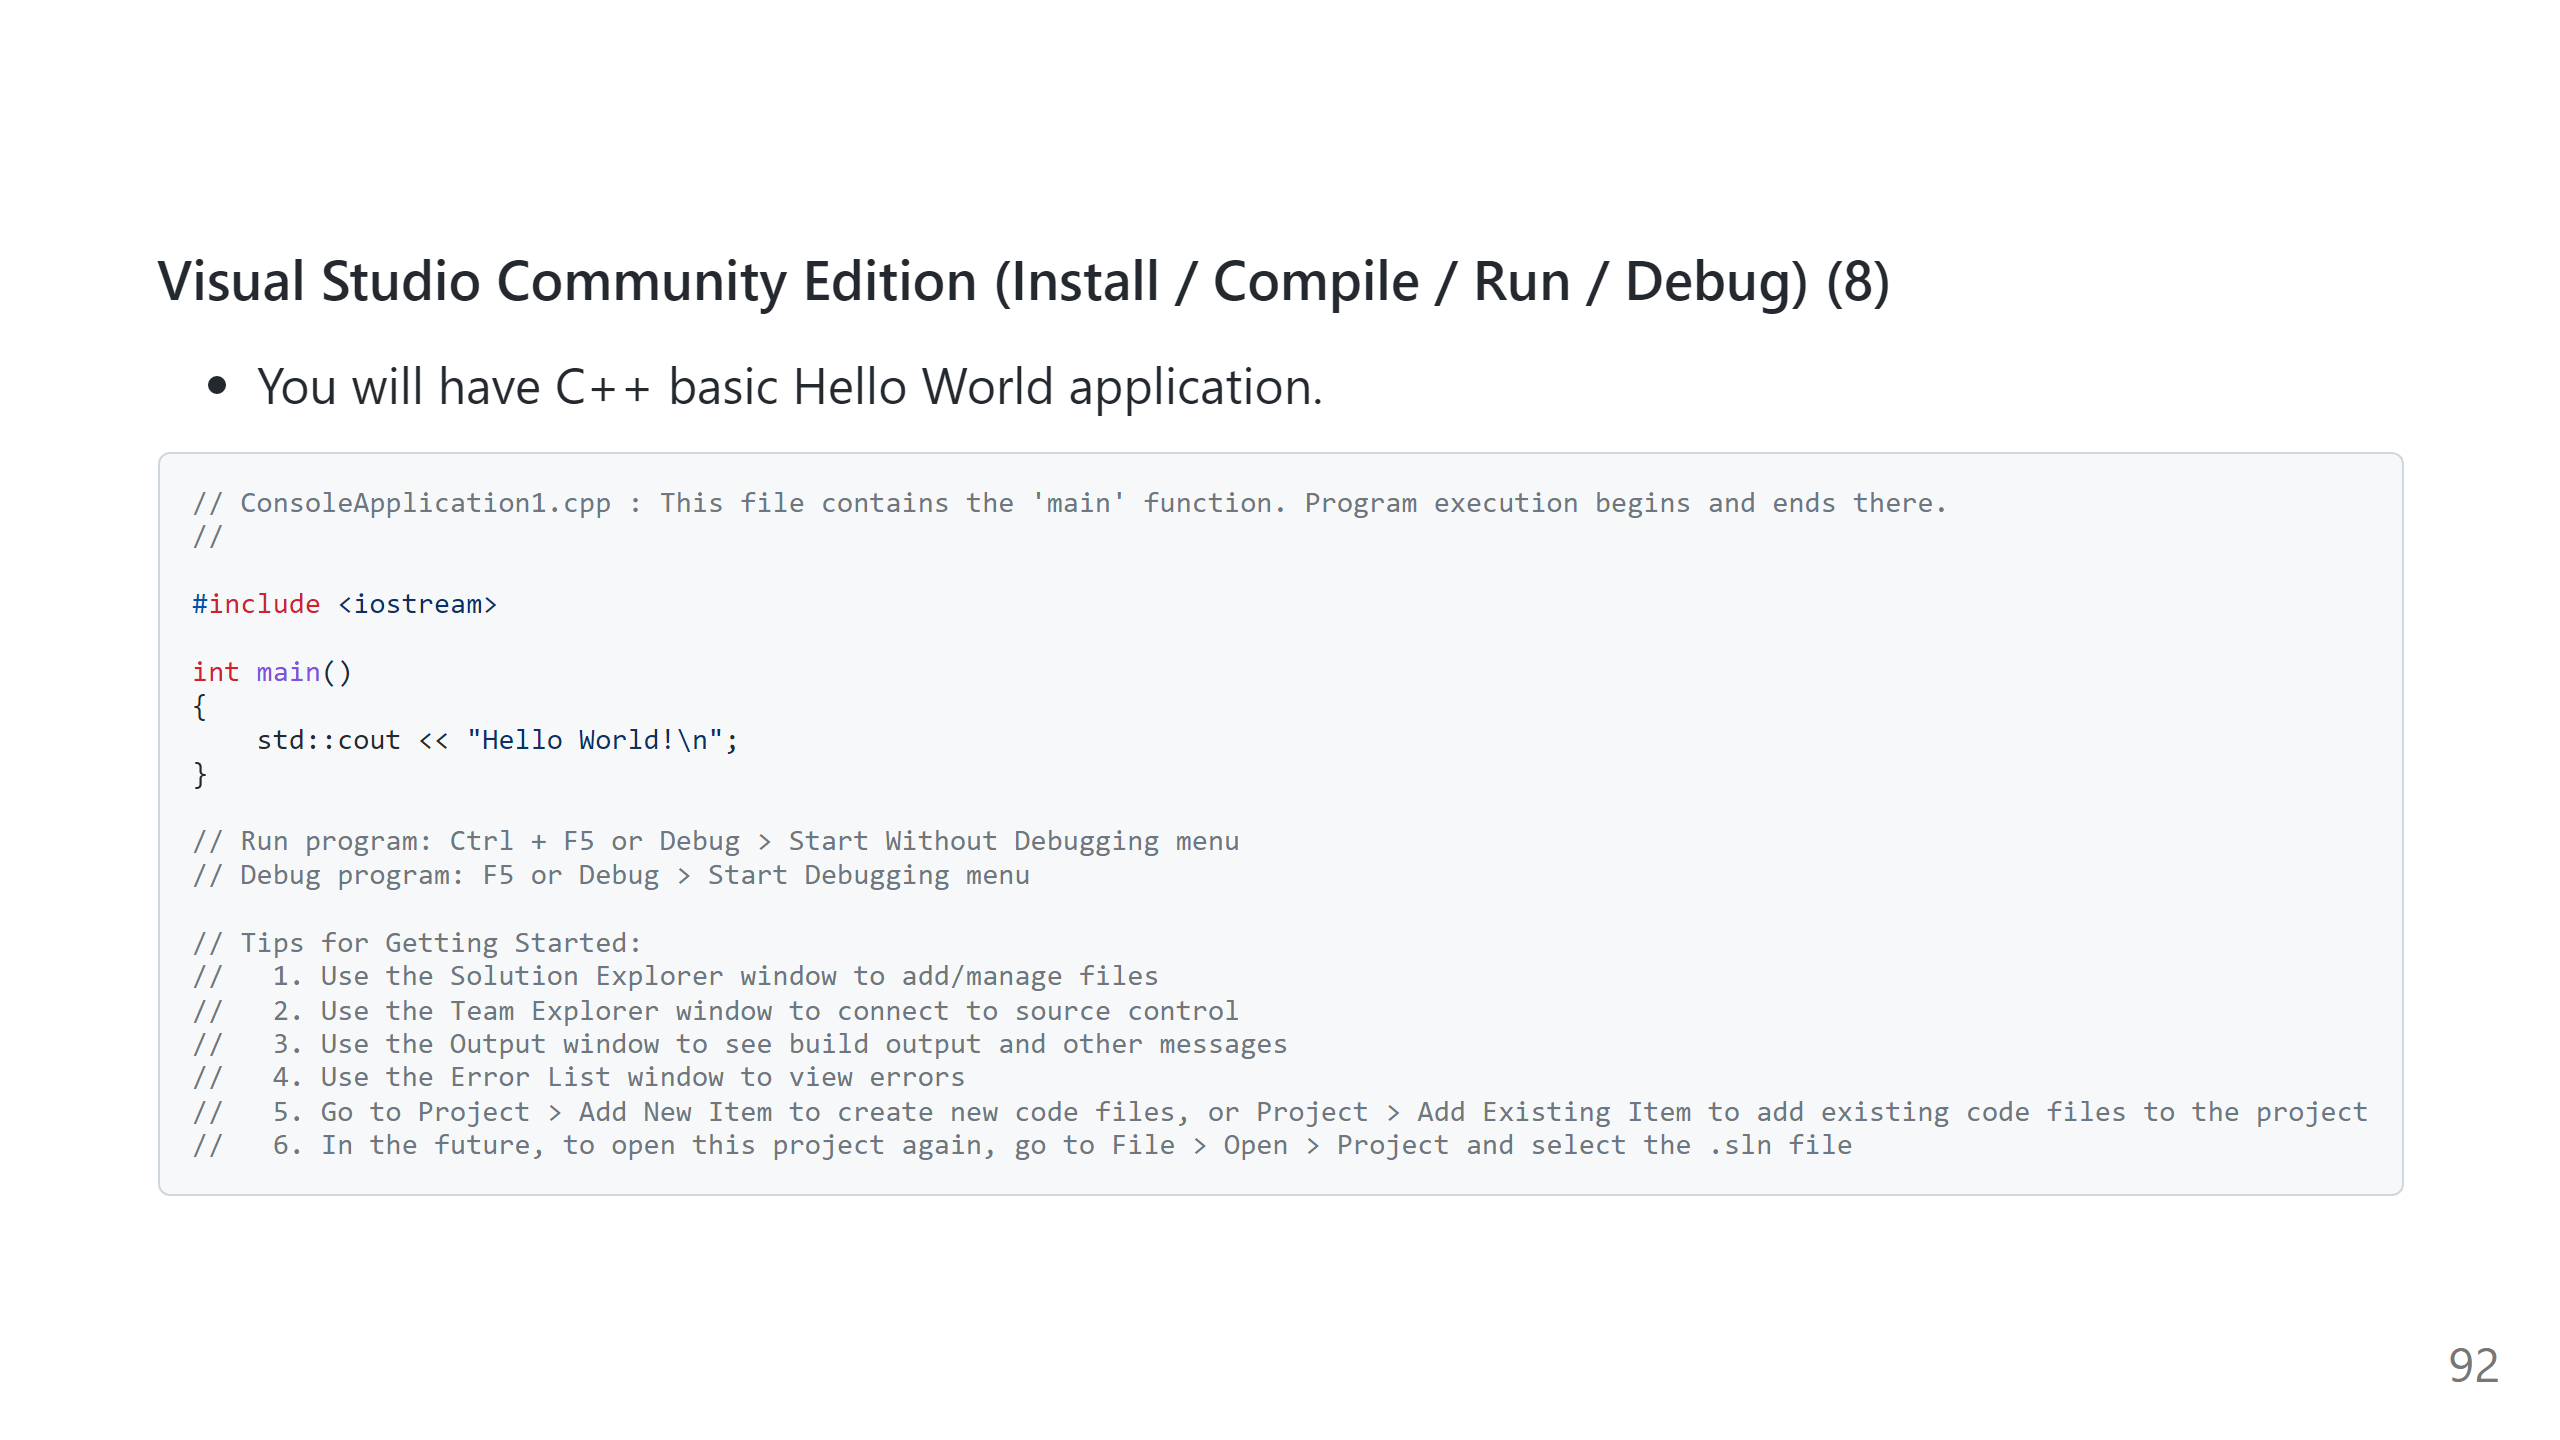 Visual Studio Community Edition (Install / Compile / Run / Debug) (8)
• You will have C++ basic Hello World application.
// ConsoleApplication1.cpp : This file contains the 'main' function. Program execution begins and ends there.
//
#include <iostream>
int main()
{
    std::cout << "Hello World!\n";
}
// Run program: Ctrl + F5 or Debug > Start Without Debugging menu
// Debug program: F5 or Debug > Start Debugging menu
// Tips for Getting Started:
//   1. Use the Solution Explorer window to add/manage files
//   2. Use the Team Explorer window to connect to source control
//   3. Use the Output window to see build output and other messages
//   4. Use the Error List window to view errors
//   5. Go to Project > Add New Item to create new code files, or Project > Add Existing Item to add existing code files to the project
//   6. In the future, to open this project again, go to File > Open > Project and select the .sln file
92